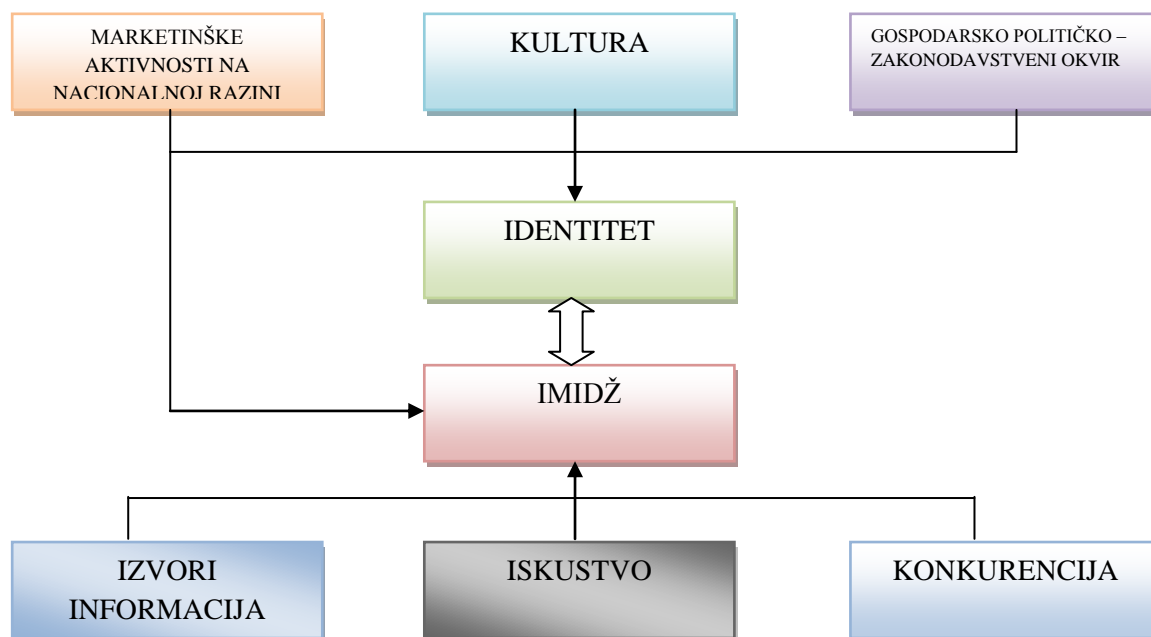 MARKETINŠKE
AKTIVNOSTI NA
NACIONALNOJ RAZINI
KULTURA
GOSPODARSKO POLITIČKO –
ZAKONODAVSTVENI OKVIR
IDENTITET
IMIDŽ
IZVORI
INFORMACIJA
ISKUSTVO
KONKURENCIJA